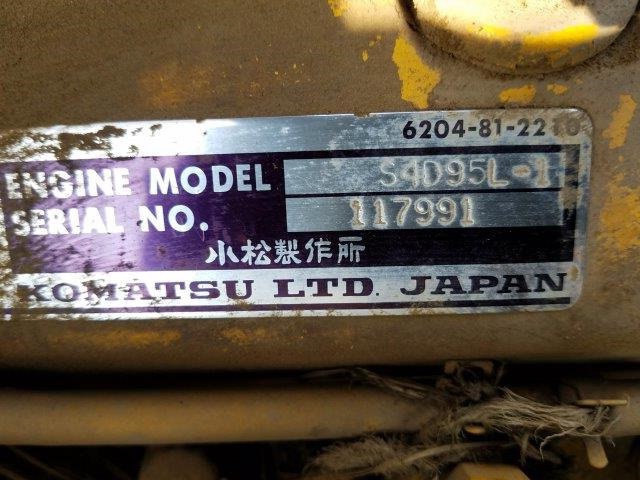 6204-81-2210
ENGINE MODEL S4D95L-1
SERIAL NO. 117991
小松製作所
KOMATSU LTD. JAPAN